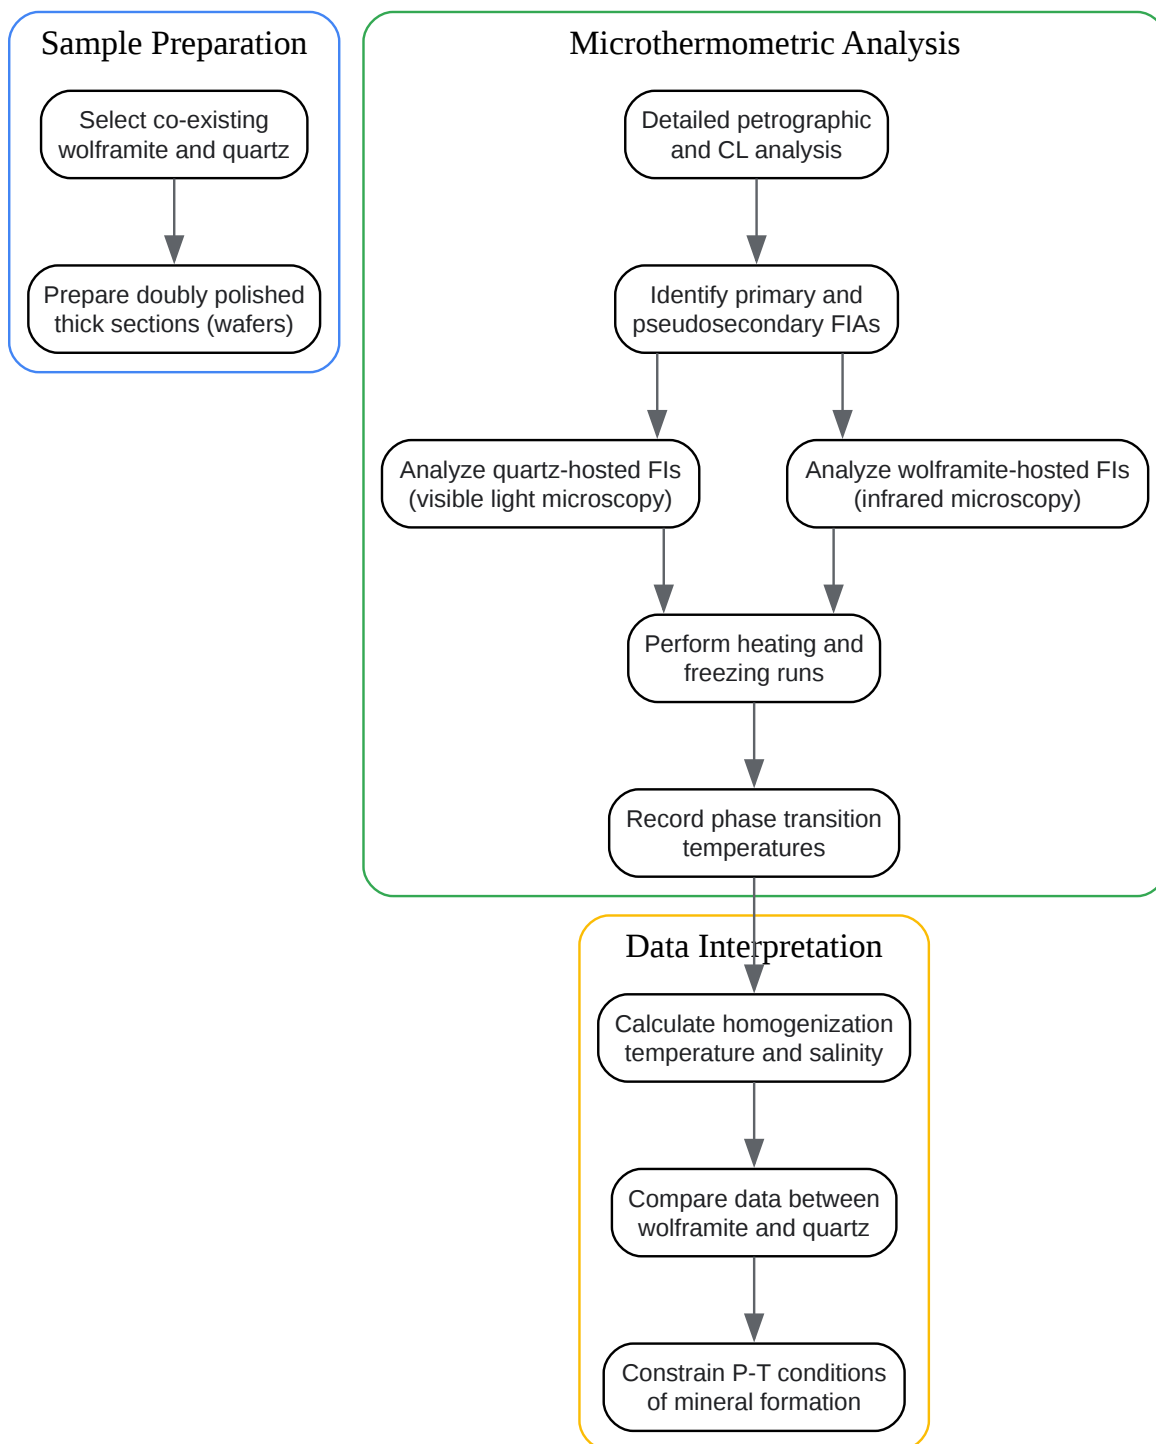 Sample Preparation
Select co-existing
wolframite and quartz
Prepare doubly polished
thick sections (wafers)
Microthermometric Analysis
Detailed petrographic
and CL analysis
Identify primary and
pseudosecondary FIAs
Analyze quartz-hosted FIs
(visible light microscopy)
Analyze wolframite-hosted FIs
(infrared microscopy)
Perform heating and
freezing runs
Record phase transition
temperatures
Data Interpretation
Calculate homogenization
temperature and salinity
Compare data between
wolframite and quartz
Constrain P-T conditions
of mineral formation